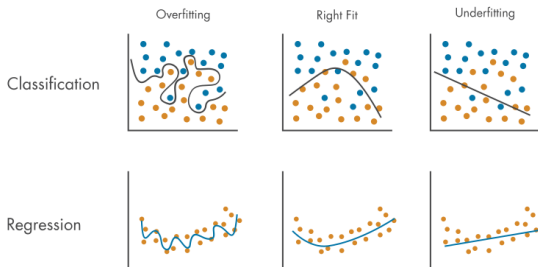 Overfitting
Right Fit
Underfitting
Classification
Regression